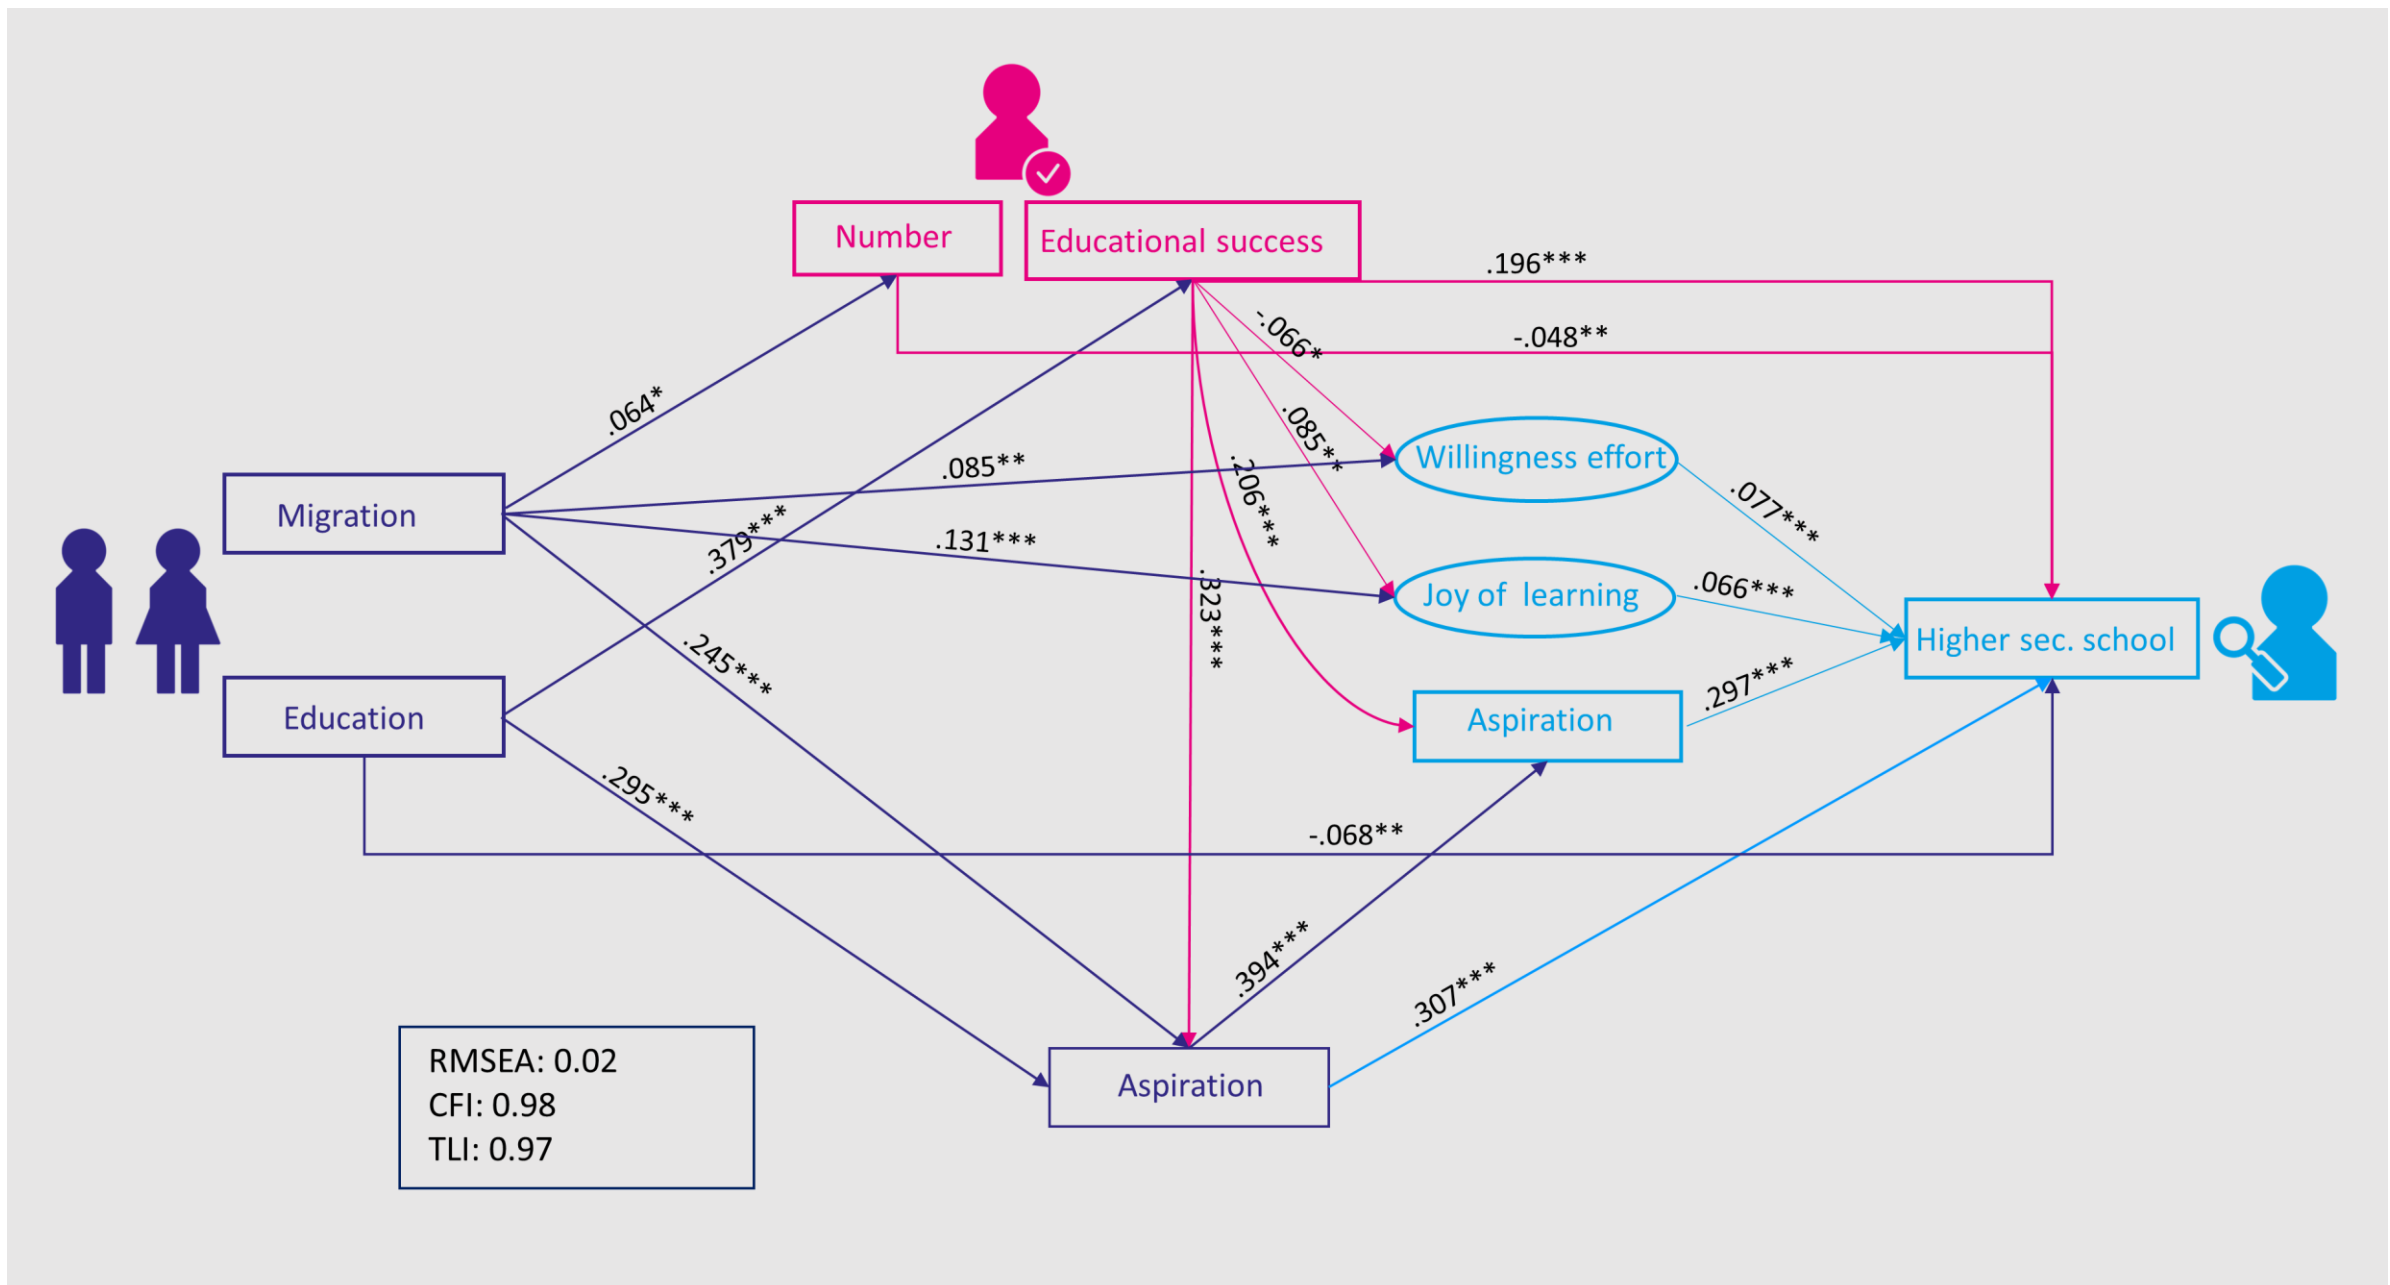 Number
Educational success
.196***
-.048**
-.066*
.085**
.206***
.323***
.064*
.085**
.131***
.379***
.245***
.295***
Migration
Education
Willingness effort
Joy of learning
Aspiration
.077***
.066***
.297***
Higher sec. school
-.068**
.394***
.307***
Aspiration
RMSEA: 0.02
CFI: 0.98
TLI: 0.97